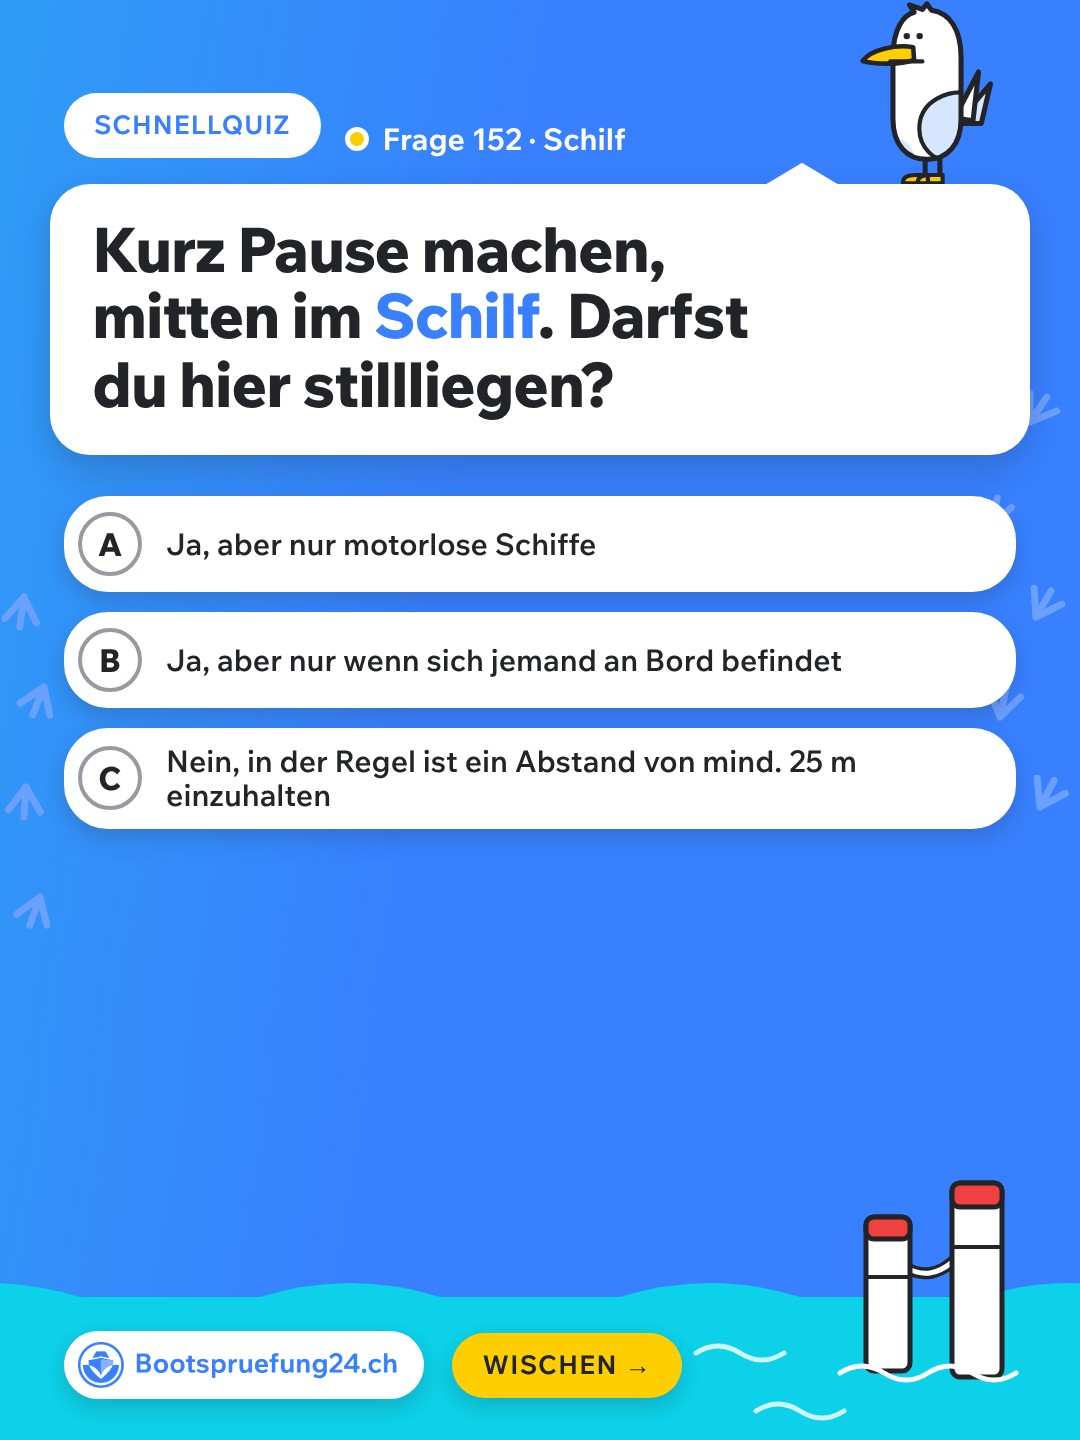 SCHNELLQUIZ
Frage 152 · Schilf
Kurz Pause machen,
mitten im Schilf. Darfst
du hier stillliegen?
A Ja, aber nur motorlose Schiffe
B Ja, aber nur wenn sich jemand an Bord befindet
C Nein, in der Regel ist ein Abstand von mind. 25 m
einzuhalten
Bootspruefung24.ch
WISCHEN →